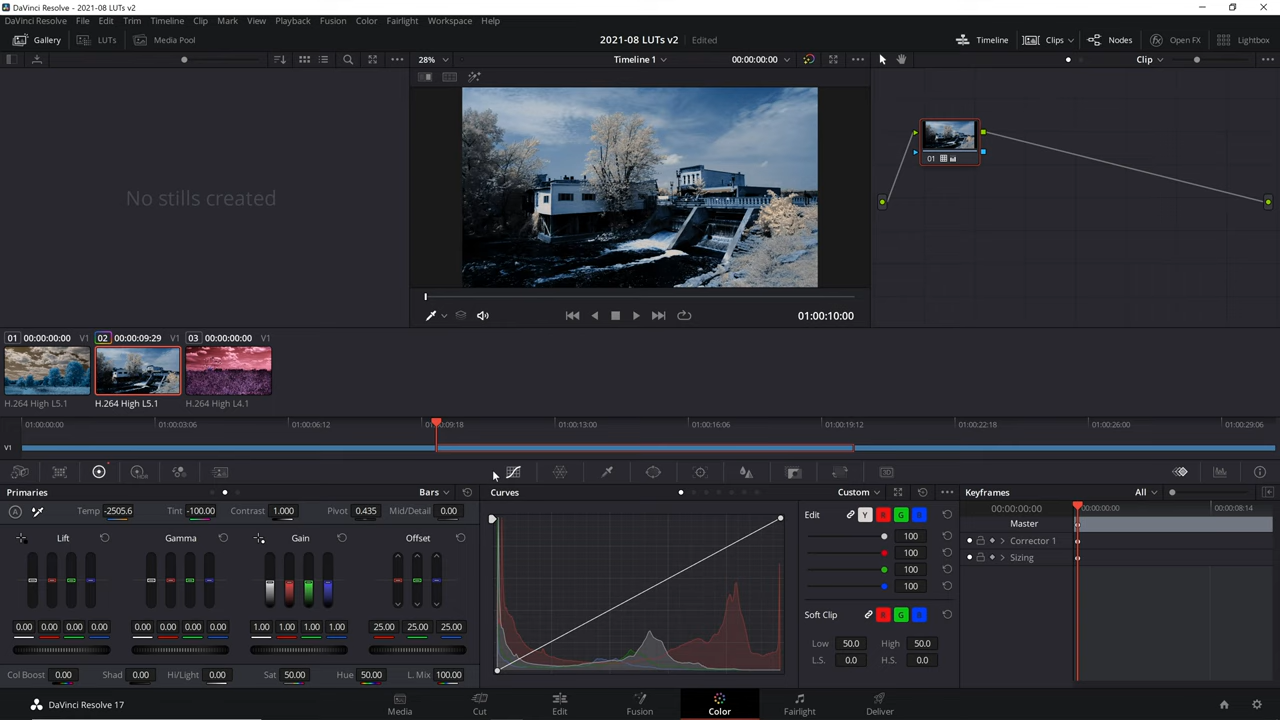 DaVinci Resolve - 2021-08 LUTs v2
DaVinci Resolve File Edit Trim Timeline Clip Mark View Playback Fusion Color Fairlight Workspace Help
Gallery LUTs Media Pool 2021-08 LUTs v2 Edited Timeline Clips Nodes Open FX Lightbox
28% Timeline 1 00:00:00:00 Clip
01
No stills created
01:00:10:00
01 00:00:00:00 V1 02 00:00:09:29 V1 03 00:00:00:00 V1
H.264 High L5.1 H.264 High L5.1 H.264 High L4.1
01:00:00:00 01:00:03:06 01:00:06:12 01:00:09:18 01:00:13:00 01:00:16:06 01:00:19:12 01:00:22:18 01:00:26:00 01:00:29:06
V1
Primaries Bars Curves Custom Keyframes All
Temp -2505.6 Tint -100.00 Contrast 1.000 Pivot 0.435 Mid/Detail 0.00
A
Edit Y R G B
00:00:00:00 00:00:00:00 00:00:08:14
Master
Lift Gamma Gain Offset
100
Corrector 1
100
Sizing
100
100
Soft Clip R G B
0.00 0.00 0.00 0.00 0.00 0.00 0.00 0.00 1.00 1.00 1.00 1.00 25.00 25.00 25.00
Low 50.0 High 50.0
L.S. 0.0 H.S. 0.0
Col Boost 0.00 Shad 0.00 Hi/Light 0.00 Sat 50.00 Hue 50.00 L. Mix 100.00
DaVinci Resolve 17 Media Cut Edit Fusion Color Fairlight Deliver